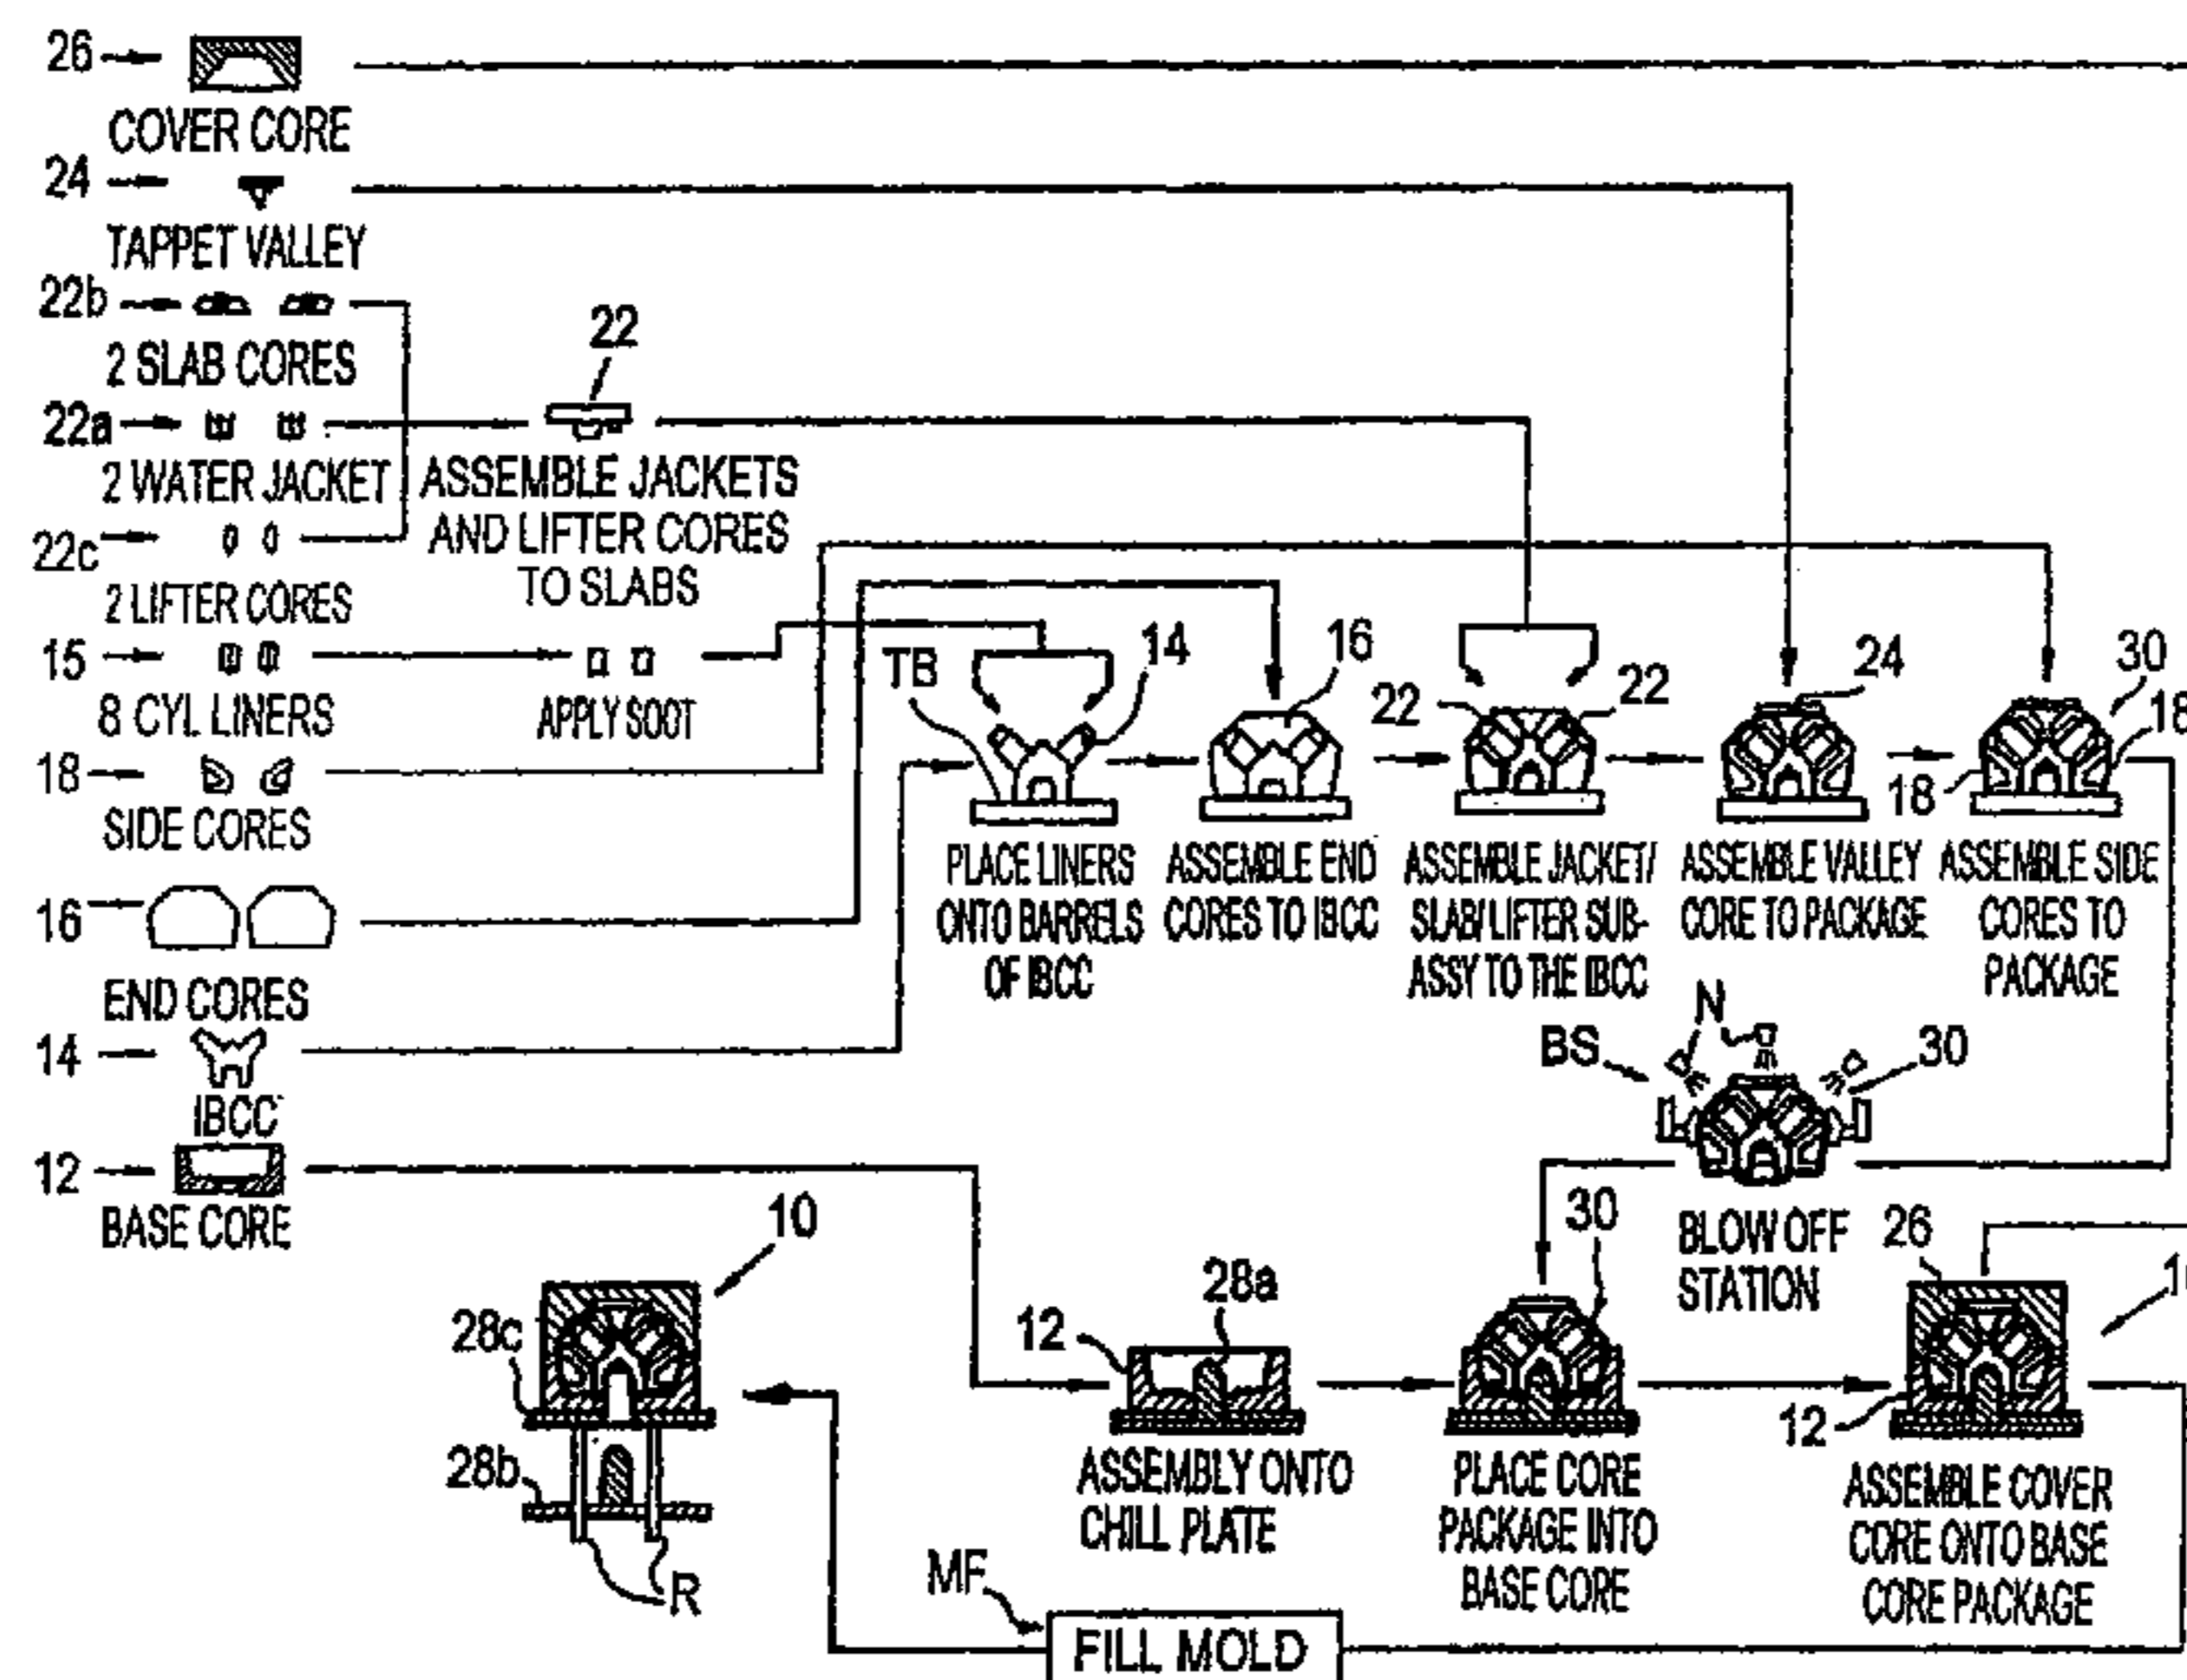 26
COVER CORE
24
TAPPET VALLEY
22b
2 SLAB CORES
22a
2 WATER JACKET
22c
2 LIFTER CORES
15
8 CYL LINERS
18
SIDE CORES
16
END CORES
14
IBCC
12
BASE CORE
22
ASSEMBLE JACKETS
AND LIFTER CORES
TO SLABS
APPLY SOOT
TB
14
PLACE LINERS
ONTO BARRELS
OF IBCC
16
ASSEMBLE END
CORES TO IBCC
22
22
ASSEMBLE JACKET/
SLAB/LIFTER SUB-
ASSY TO THE IBCC
24
ASSEMBLE VALLEY
CORE TO PACKAGE
30
18
18
ASSEMBLE SIDE
CORES TO
PACKAGE
N
BS
30
BLOW OFF
STATION
10
28c
28b
R
12
28a
ASSEMBLY ONTO
CHILL PLATE
30
PLACE CORE
PACKAGE INTO
BASE CORE
26
12
ASSEMBLE COVER
CORE ONTO BASE
CORE PACKAGE
MF
FILL MOLD